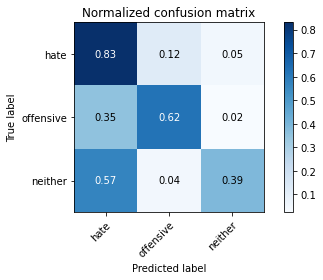 Normalized confusion matrix
True label
hate 0.83 0.12 0.05
offensive 0.35 0.62 0.02
neither 0.57 0.04 0.39
hate offensive neither
Predicted label
0.8
0.7
0.6
0.5
0.4
0.3
0.2
0.1